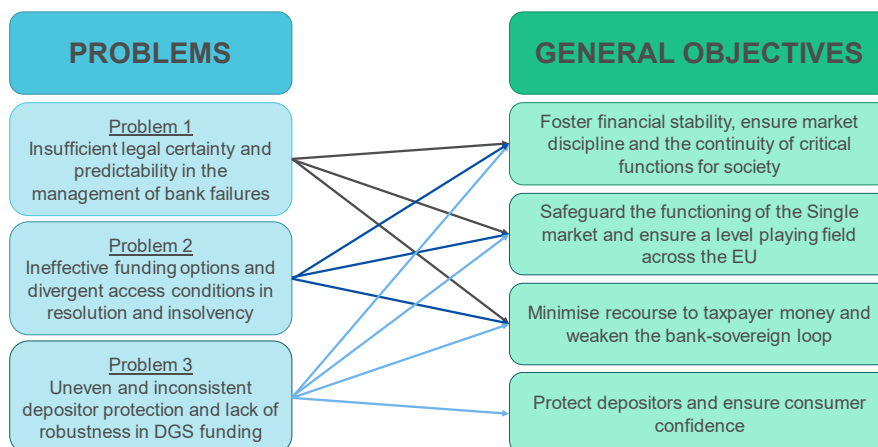 PROBLEMS
Problem 1
Insufficient legal certainty and
predictability in the
management of bank failures
Problem 2
Ineffective funding options and
divergent access conditions in
resolution and insolvency
Problem 3
Uneven and inconsistent
depositor protection and lack of
robustness in DGS funding
GENERAL OBJECTIVES
Foster financial stability, ensure market
discipline and the continuity of critical
functions for society
Safeguard the functioning of the Single
market and ensure a level playing field
across the EU
Minimise recourse to taxpayer money and
weaken the bank-sovereign loop
Protect depositors and ensure consumer
confidence